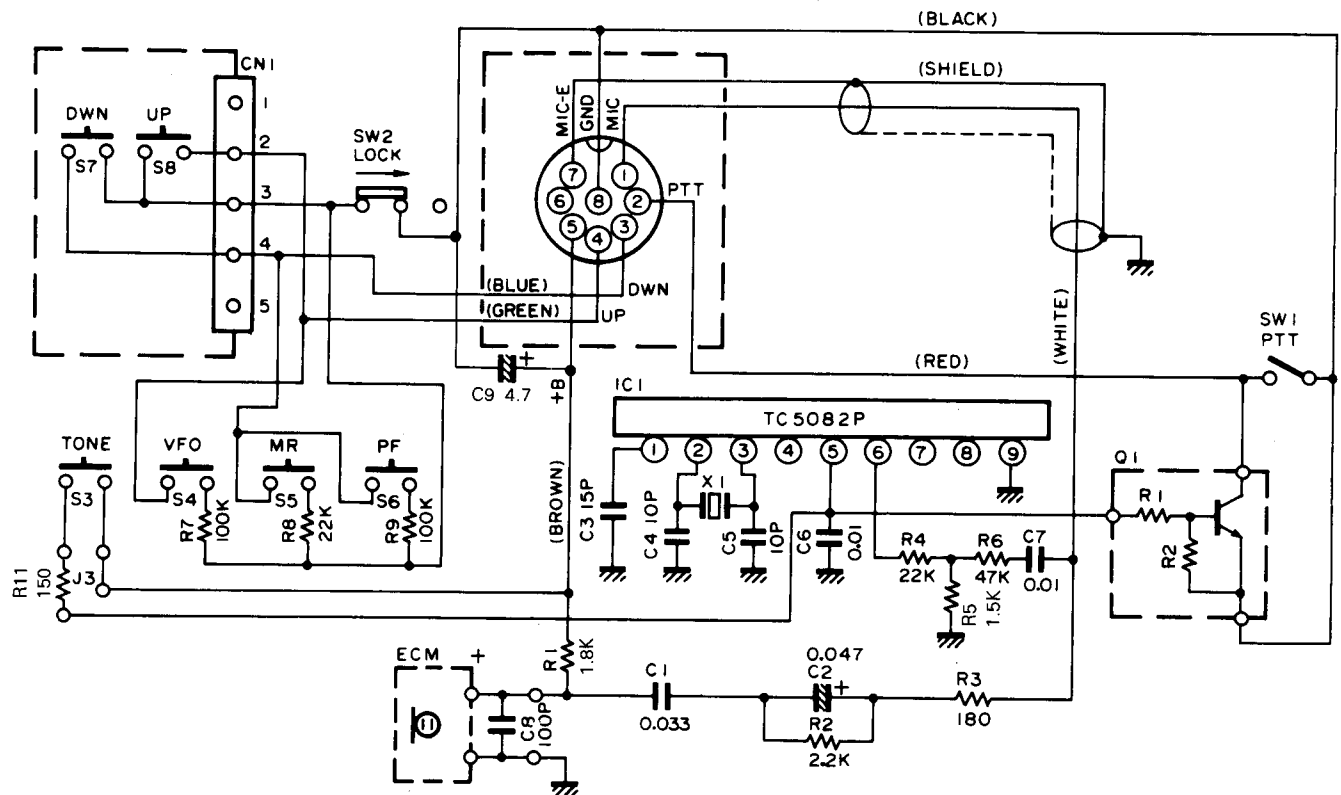 (BLACK)
(SHIELD)
CN1
1
2
3
4
5
DWN
UP
S7
S8
SW2
LOCK
MIC-E
GND
MIC
7
1
6
8
2
5
4
3
PTT
(BLUE)
DWN
(GREEN)
UP
(WHITE)
SW1
PTT
(RED)
C9 4.7
+
+B
IC1
TC5082P
1
2
3
4
5
6
7
8
9
TONE
VFO
MR
PF
S3
S4
S5
S6
R7
100K
R8
22K
R9
100K
(BROWN)
C3 15P
C4 10P
X1
C5
10P
C6
0.01
R4
22K
R6
47K
C7
0.01
R5
1.5K
Q1
R1
R2
R11
150
J3
R1
1.8K
ECM
+
C8
100P
C1
0.033
0.047
C2
+
R2
2.2K
R3
180